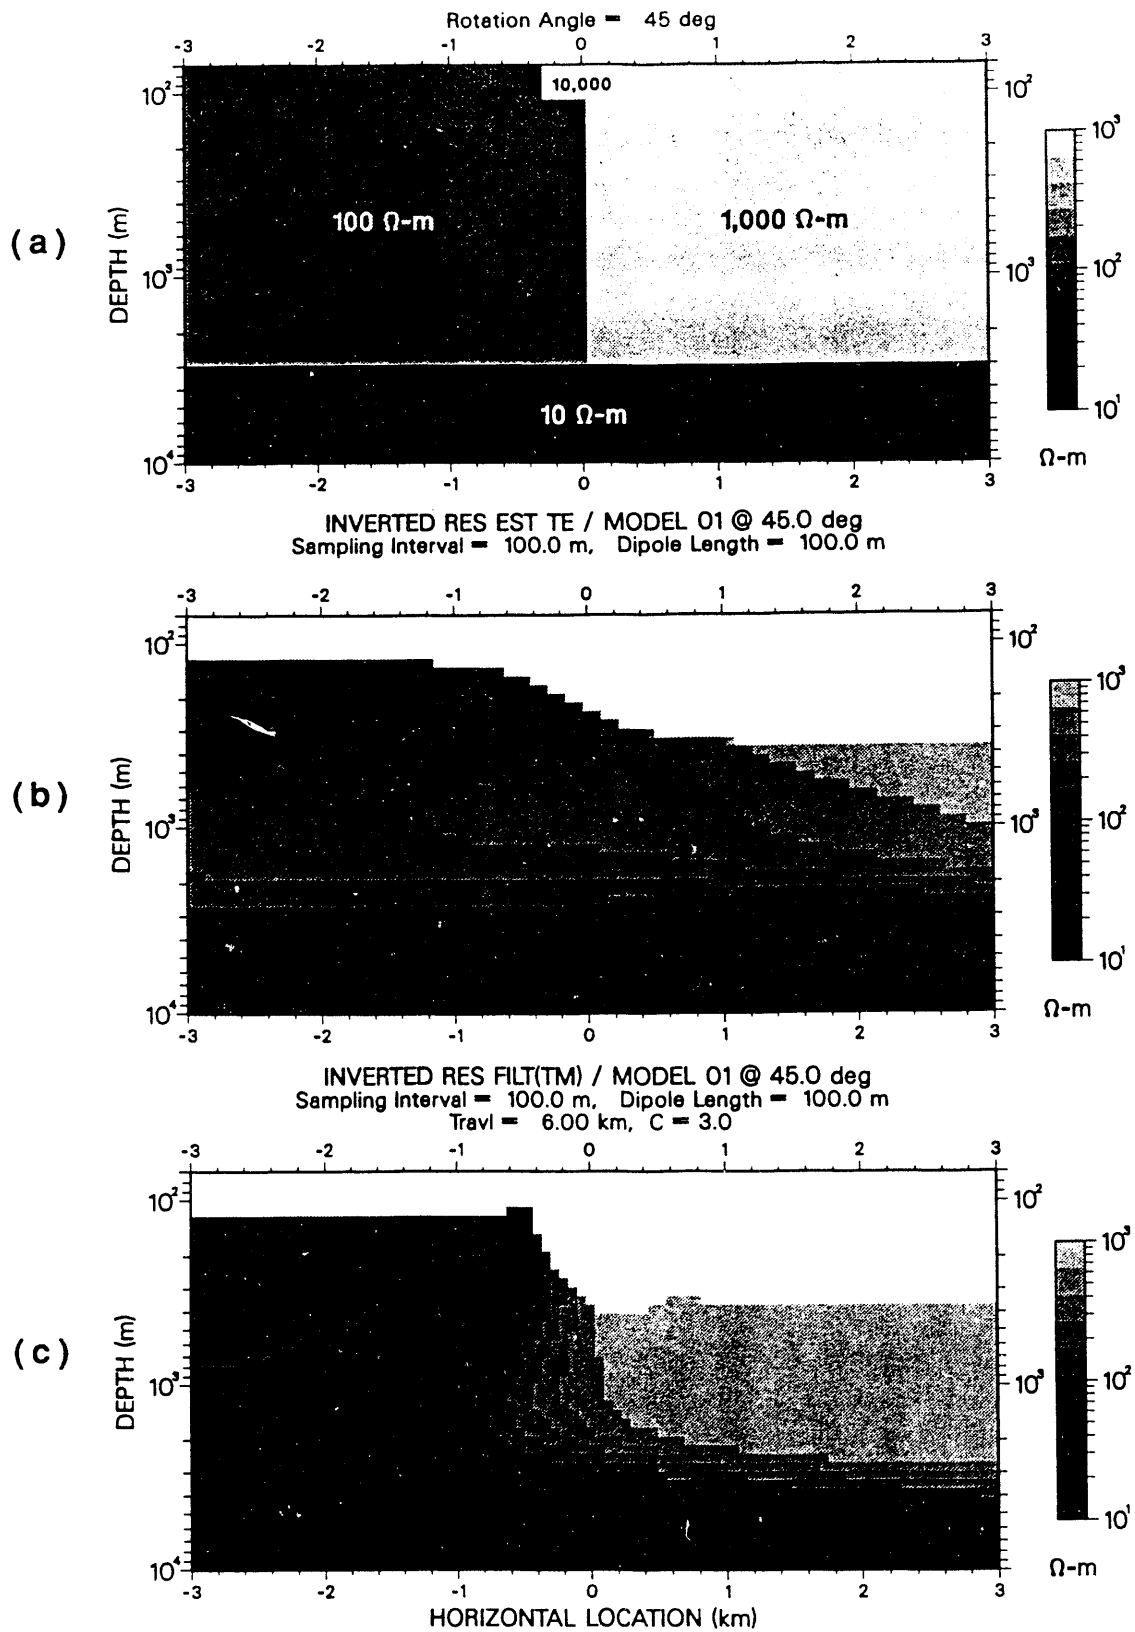 Rotation Angle = 45 deg
-3 -2 -1 0 1 2 3
10,000
10² 10² 10³
100 Ω-m 1,000 Ω-m
(a) DEPTH (m)
10³ 10³ 10²
10 Ω-m 10¹
10⁴ Ω-m
-3 -2 -1 0 1 2 3
INVERTED RES EST TE / MODEL 01 @ 45.0 deg
Sampling Interval = 100.0 m, Dipole Length = 100.0 m
-3 -2 -1 0 1 2 3
10² 10² 10³
(b) DEPTH (m)
10³ 10³ 10²
10¹
10⁴ Ω-m
-3 -2 -1 0 1 2 3
INVERTED RES FILT(TM) / MODEL 01 @ 45.0 deg
Sampling Interval = 100.0 m, Dipole Length = 100.0 m
Travl = 6.00 km, C = 3.0
-3 -2 -1 0 1 2 3
10² 10² 10³
(c) DEPTH (m)
10³ 10³ 10²
10¹
10⁴ Ω-m
-3 -2 -1 0 1 2 3
HORIZONTAL LOCATION (km)